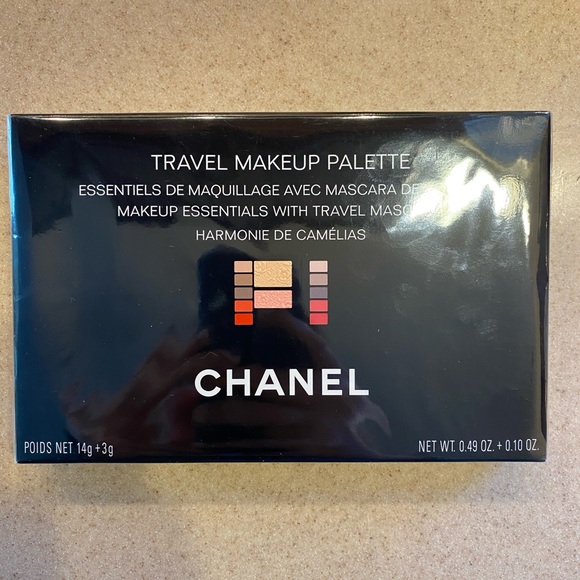 TRAVEL MAKEUP PALETTE
ESSENTIELS DE MAQUILLAGE AVEC MASCARA DE
MAKEUP ESSENTIALS WITH TRAVEL
HARMONIE DE CAMÉLIAS
CHANEL
POIDS NET 14g + 3g
NET WT. 0.49 OZ. + 0.10 OZ.